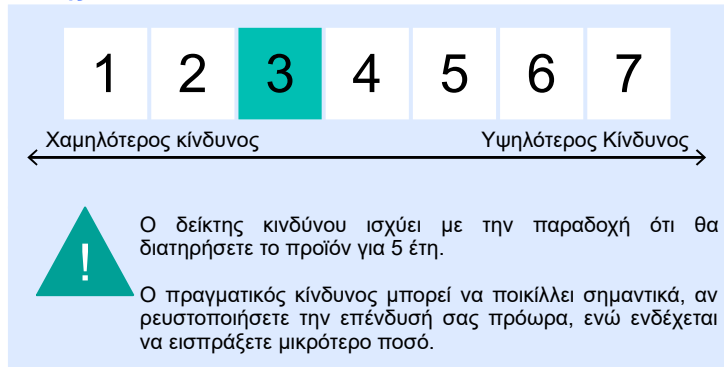 1 2 3 4 5 6 7
Χαμηλότερος κίνδυνος Υψηλότερος Κίνδυνος
!
Ο δείκτης κινδύνου ισχύει με την παραδοχή ότι θα
διατηρήσετε το προϊόν για 5 έτη.
Ο πραγματικός κίνδυνος μπορεί να ποικίλλει σημαντικά, αν
ρευστοποιήσετε την επένδυσή σας πρόωρα, ενώ ενδέχεται
να εισπράξετε μικρότερο ποσό.